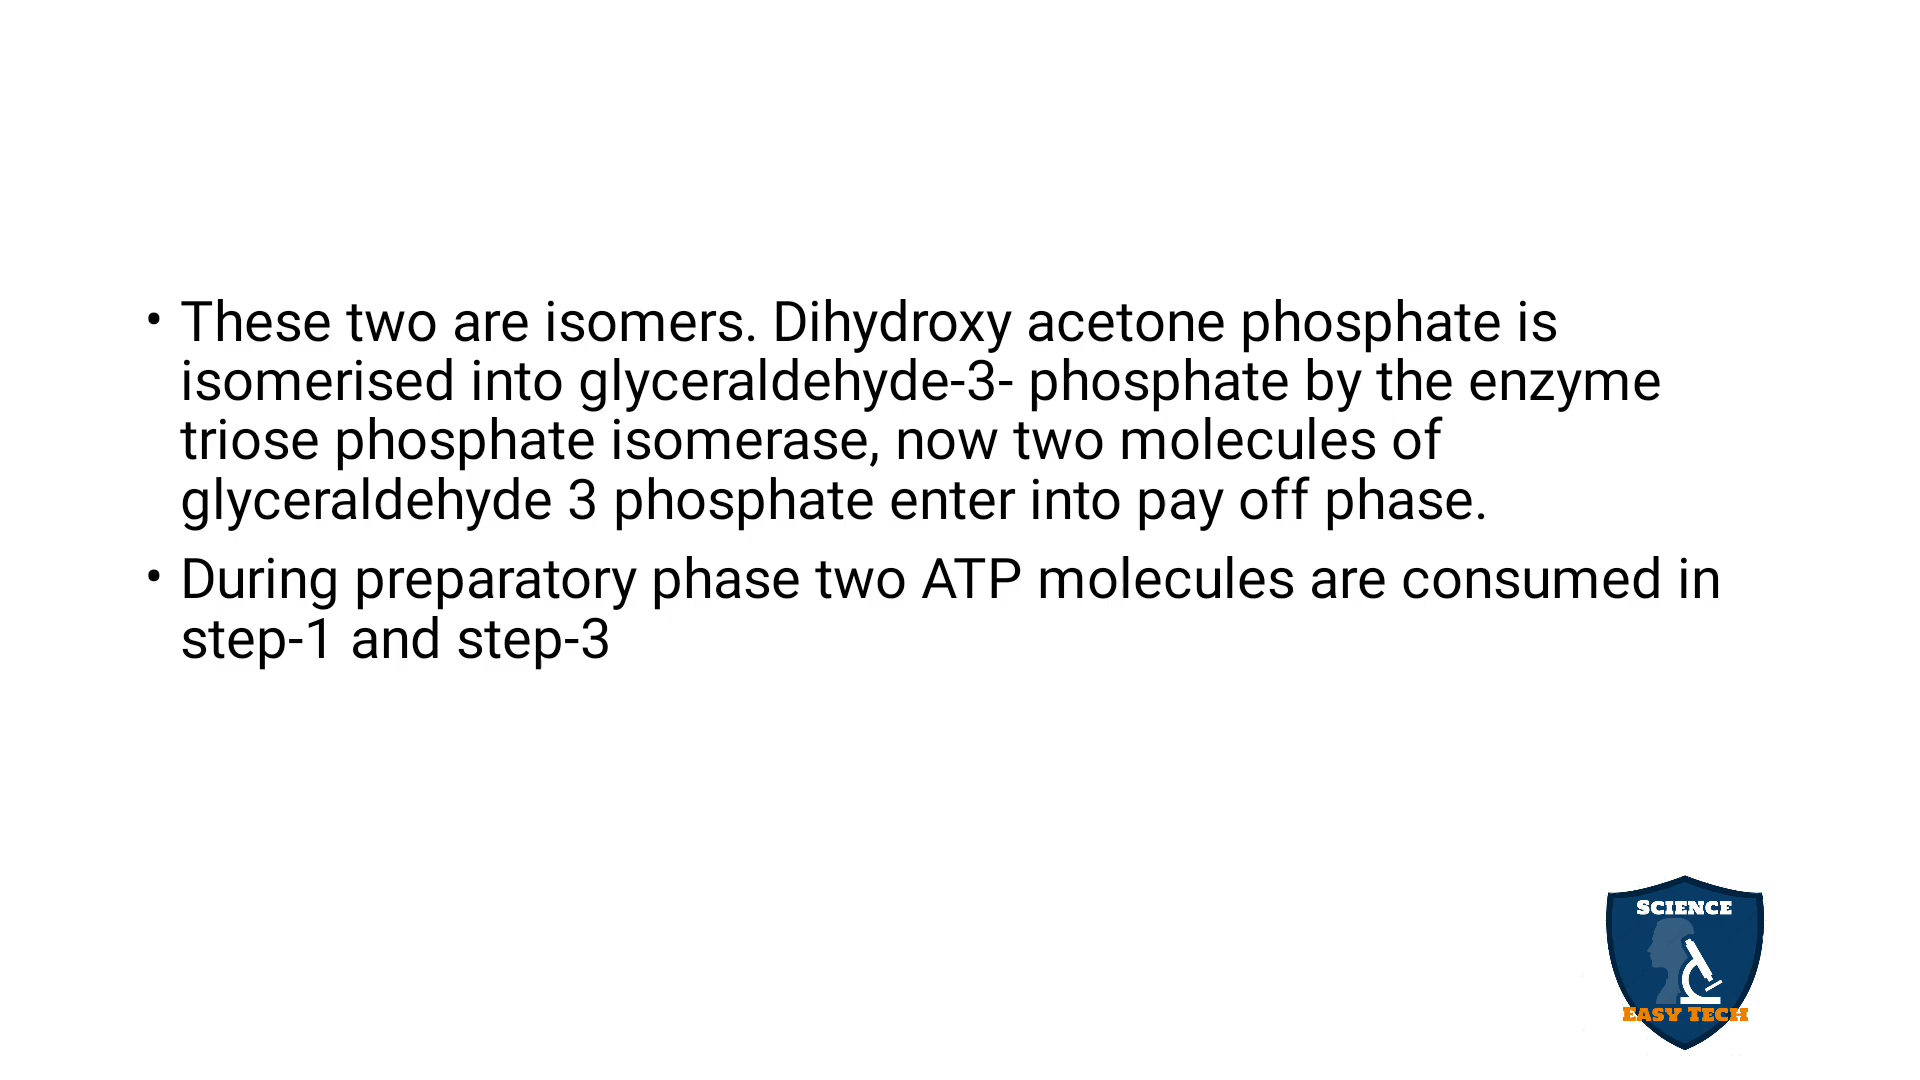 • These two are isomers. Dihydroxy acetone phosphate is
isomerised into glyceraldehyde-3- phosphate by the enzyme
triose phosphate isomerase, now two molecules of
glyceraldehyde 3 phosphate enter into pay off phase.
• During preparatory phase two ATP molecules are consumed in
step-1 and step-3
SCIENCE
EASY TECH